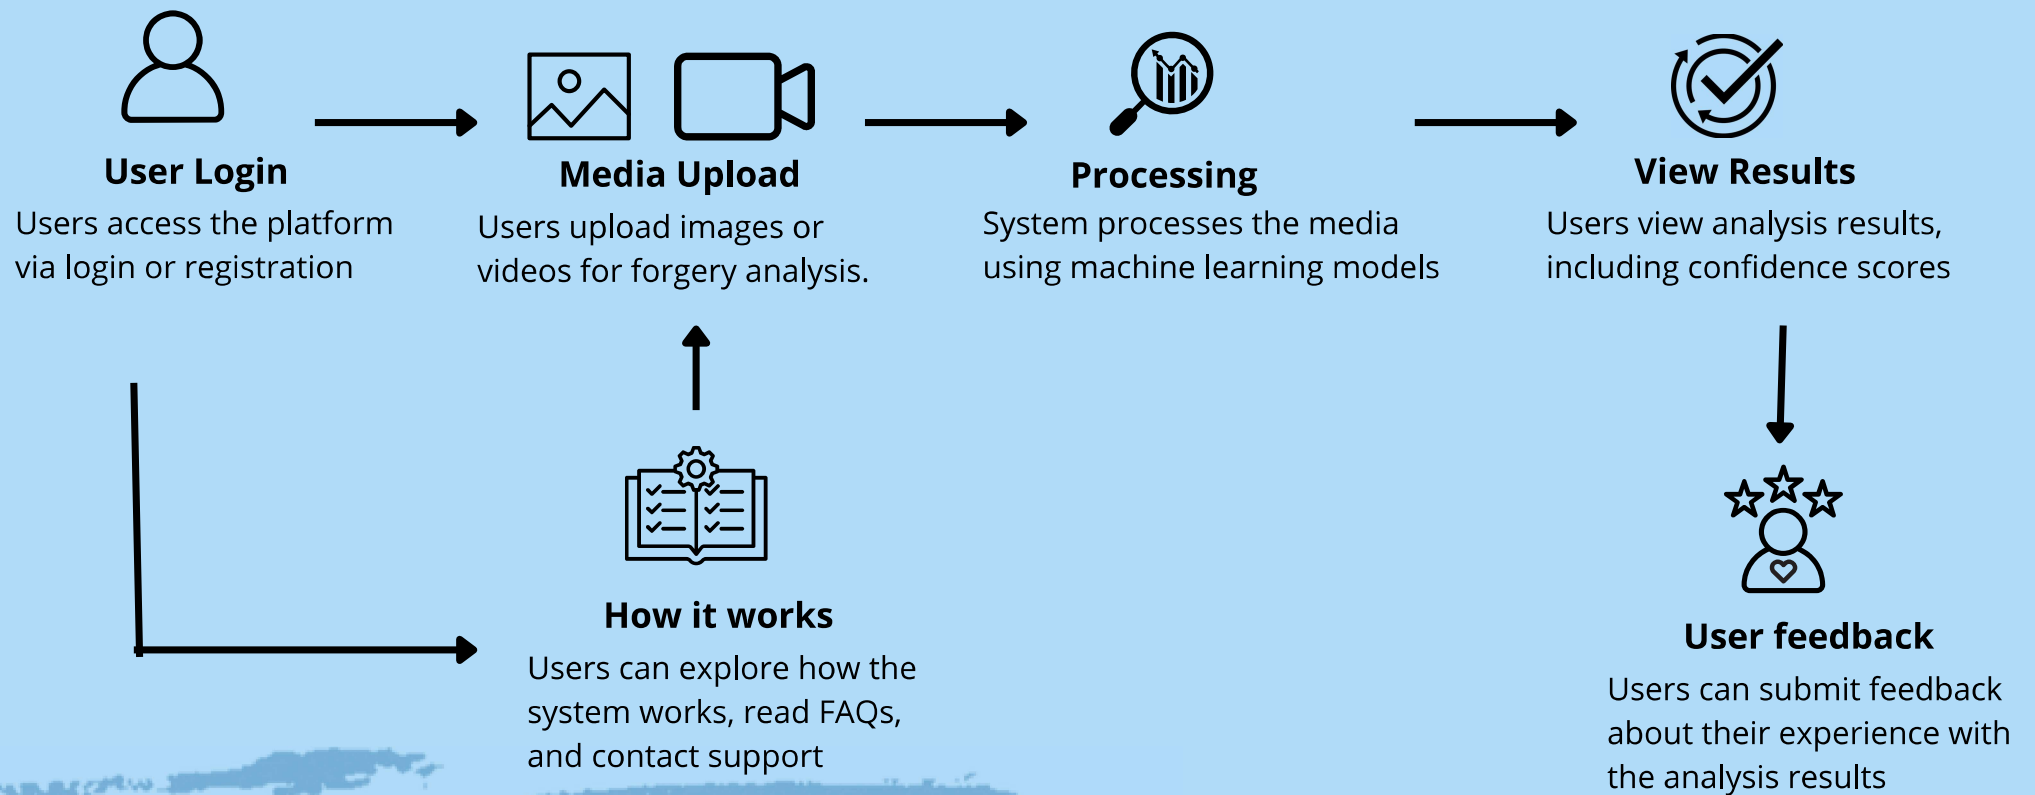 User Login
Users access the platform
via login or registration
Media Upload
Users upload images or
videos for forgery analysis.
Processing
System processes the media
using machine learning models
View Results
Users view analysis results,
including confidence scores
How it works
Users can explore how the
system works, read FAQs,
and contact support
User feedback
Users can submit feedback
about their experience with
the analysis results